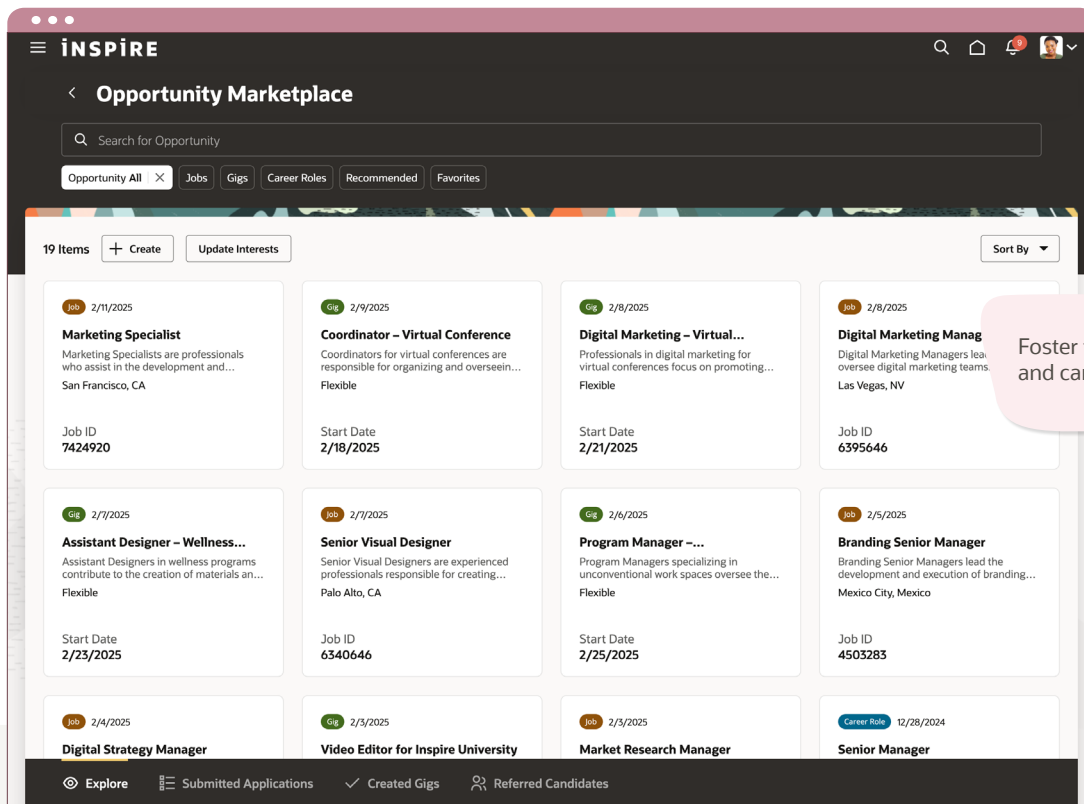 iNSPiRE
9
Opportunity Marketplace
Search for Opportunity
Opportunity All
Jobs
Gigs
Career Roles
Recommended
Favorites
19 Items
+ Create
Update Interests
Sort By
Job 2/11/2025
Marketing Specialist
Marketing Specialists are professionals
who assist in the development and...
San Francisco, CA
Job ID
7424920
Gig 2/9/2025
Coordinator – Virtual Conference
Coordinators for virtual conferences are
responsible for organizing and overseein...
Flexible
Start Date
2/18/2025
Gig 2/8/2025
Digital Marketing – Virtual...
Professionals in digital marketing for
virtual conferences focus on promoting...
Flexible
Start Date
2/21/2025
Job 2/8/2025
Digital Marketing Manag
Digital Marketing Managers lea
oversee digital marketing teams
Las Vegas, NV
Job ID
6395646
Foster
and
Gig 2/7/2025
Assistant Designer – Wellness...
Assistant Designers in wellness programs
contribute to the creation of materials an...
Flexible
Start Date
2/23/2025
Job 2/7/2025
Senior Visual Designer
Senior Visual Designers are experienced
professionals responsible for creating...
Palo Alto, CA
Job ID
6340646
Gig 2/6/2025
Program Manager –...
Program Managers specializing in
unconventional work spaces oversee the...
Flexible
Start Date
2/25/2025
Job 2/5/2025
Branding Senior Manager
Branding Senior Managers lead the
development and execution of branding...
Mexico City, Mexico
Job ID
4503283
Job 2/4/2025
Digital Strategy Manager
Gig 2/3/2025
Video Editor for Inspire University
Job 2/3/2025
Market Research Manager
Career Role 12/28/2024
Senior Manager
Explore
Submitted Applications
Created Gigs
Referred Candidates